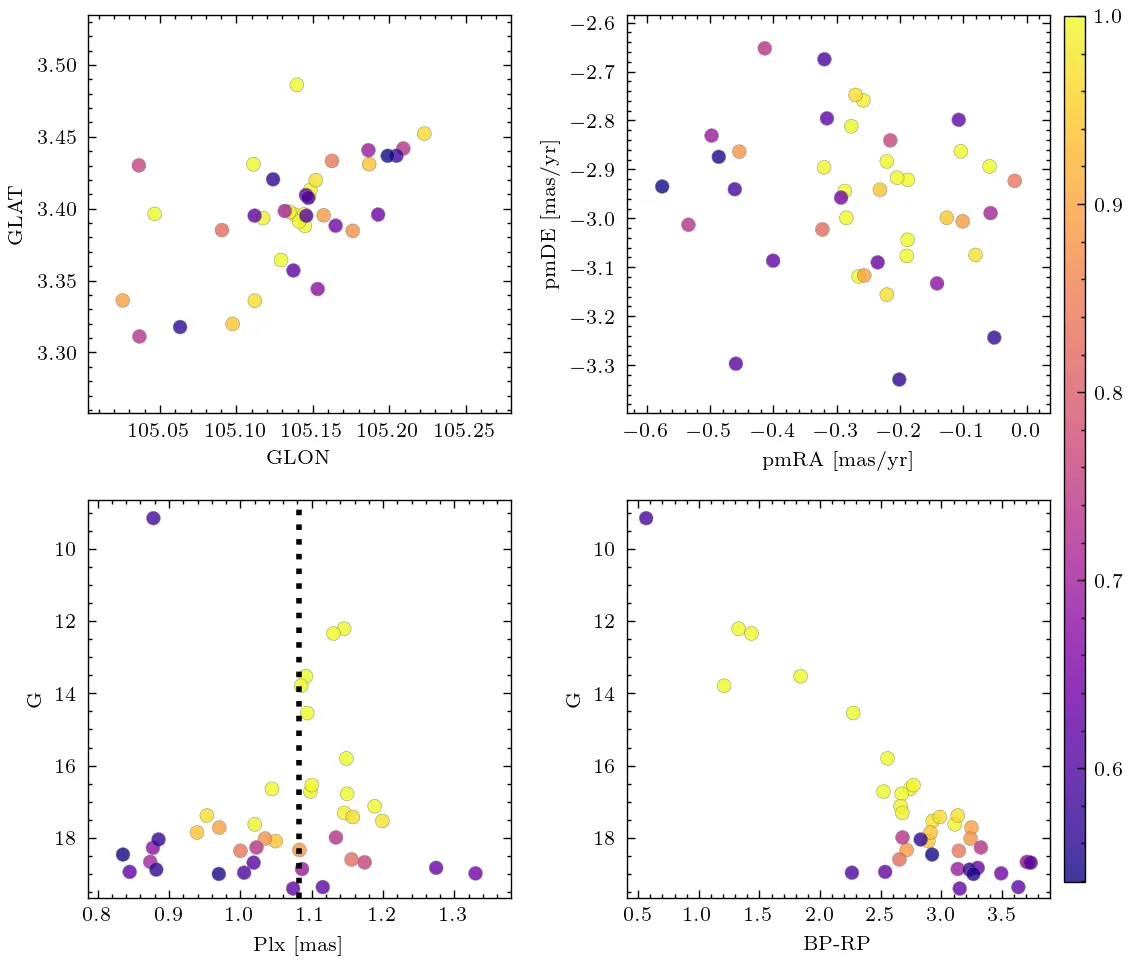 3.50
3.45
3.40
3.35
3.30
GLAT
105.05 105.10 105.15 105.20 105.25
GLON
−2.6
−2.7
−2.8
−2.9
−3.0
−3.1
−3.2
−3.3
pmDE [mas/yr]
−0.6 −0.5 −0.4 −0.3 −0.2 −0.1 0.0
pmRA [mas/yr]
1.0
0.9
0.8
0.7
0.6
10
12
14
16
18
G
0.8 0.9 1.0 1.1 1.2 1.3
Plx [mas]
10
12
14
16
18
G
0.5 1.0 1.5 2.0 2.5 3.0 3.5
BP-RP